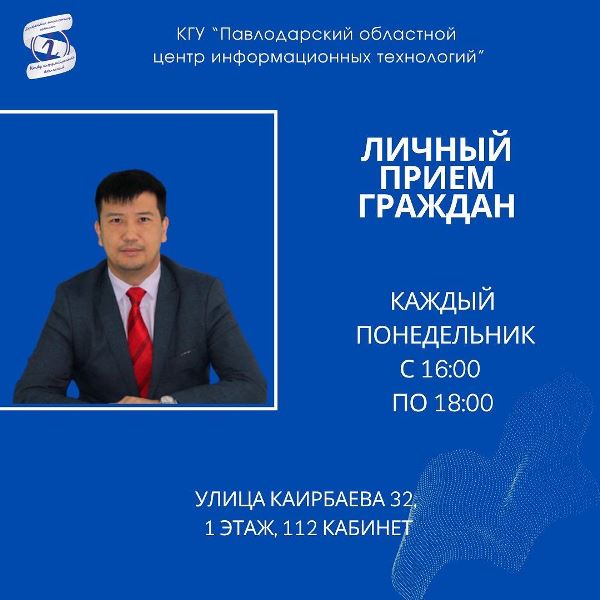 КГУ “Павлодарский областной
центр информационных технологий”
ЛИЧНЫЙ
ПРИЕМ
ГРАЖДАН
КАЖДЫЙ
ПОНЕДЕЛЬНИК
С 16:00
ПО 18:00
УЛИЦА КАИРБАЕВА 32,
1 ЭТАЖ, 112 КАБИНЕТ